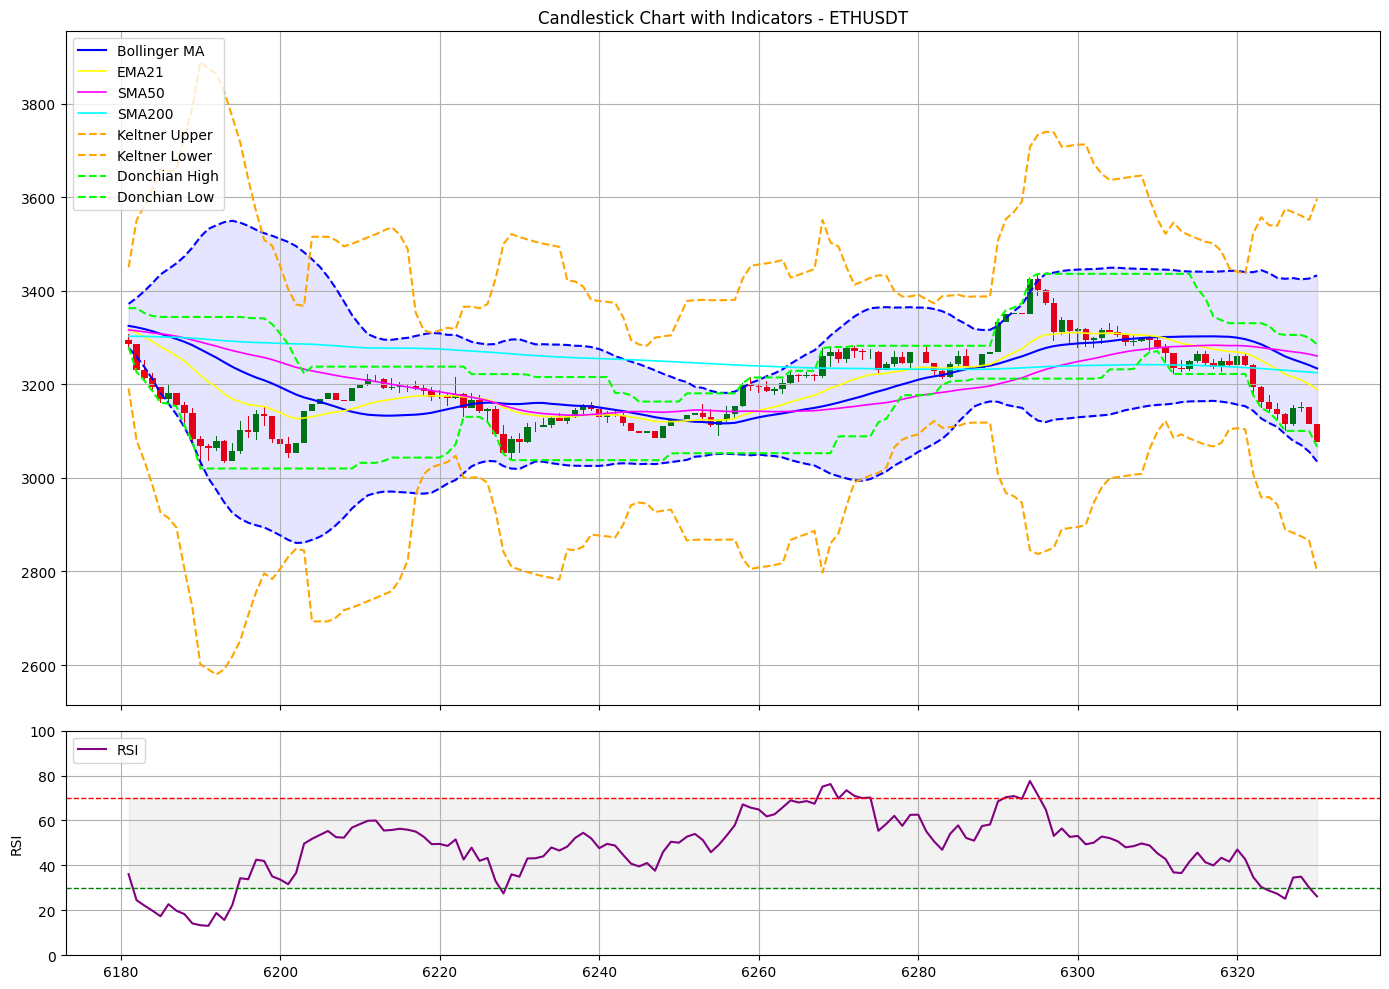 Candlestick Chart with Indicators - ETHUSDT
Bollinger MA
EMA21
SMA50
SMA200
Keltner Upper
Keltner Lower
Donchian High
Donchian Low
3800
3600
3400
3200
3000
2800
2600
RSI
100
80
60
40
20
0
RSI
6180 6200 6220 6240 6260 6280 6300 6320